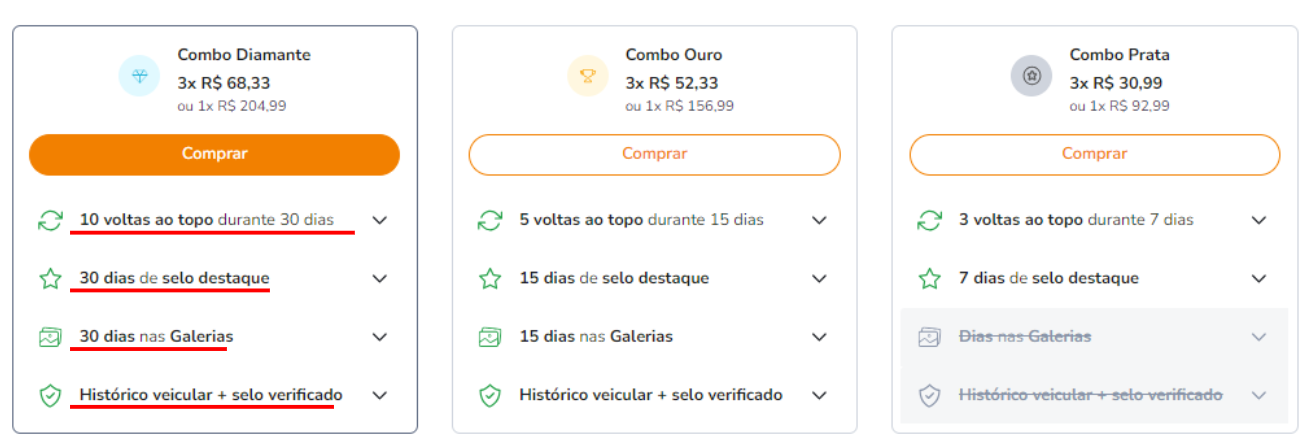 Combo Diamante
3x R$ 68,33
ou 1x R$ 204,99
Comprar
10 voltas ao topo durante 30 dias
30 dias de selo destaque
30 dias nas Galerias
Histórico veicular + selo verificado
Combo Ouro
3x R$ 52,33
ou 1x R$ 156,99
Comprar
5 voltas ao topo durante 15 dias
15 dias de selo destaque
15 dias nas Galerias
Histórico veicular + selo verificado
Combo Prata
3x R$ 30,99
ou 1x R$ 92,99
Comprar
3 voltas ao topo durante 7 dias
7 dias de selo destaque
Dias nas Galerias
Histórico veicular + selo verificado